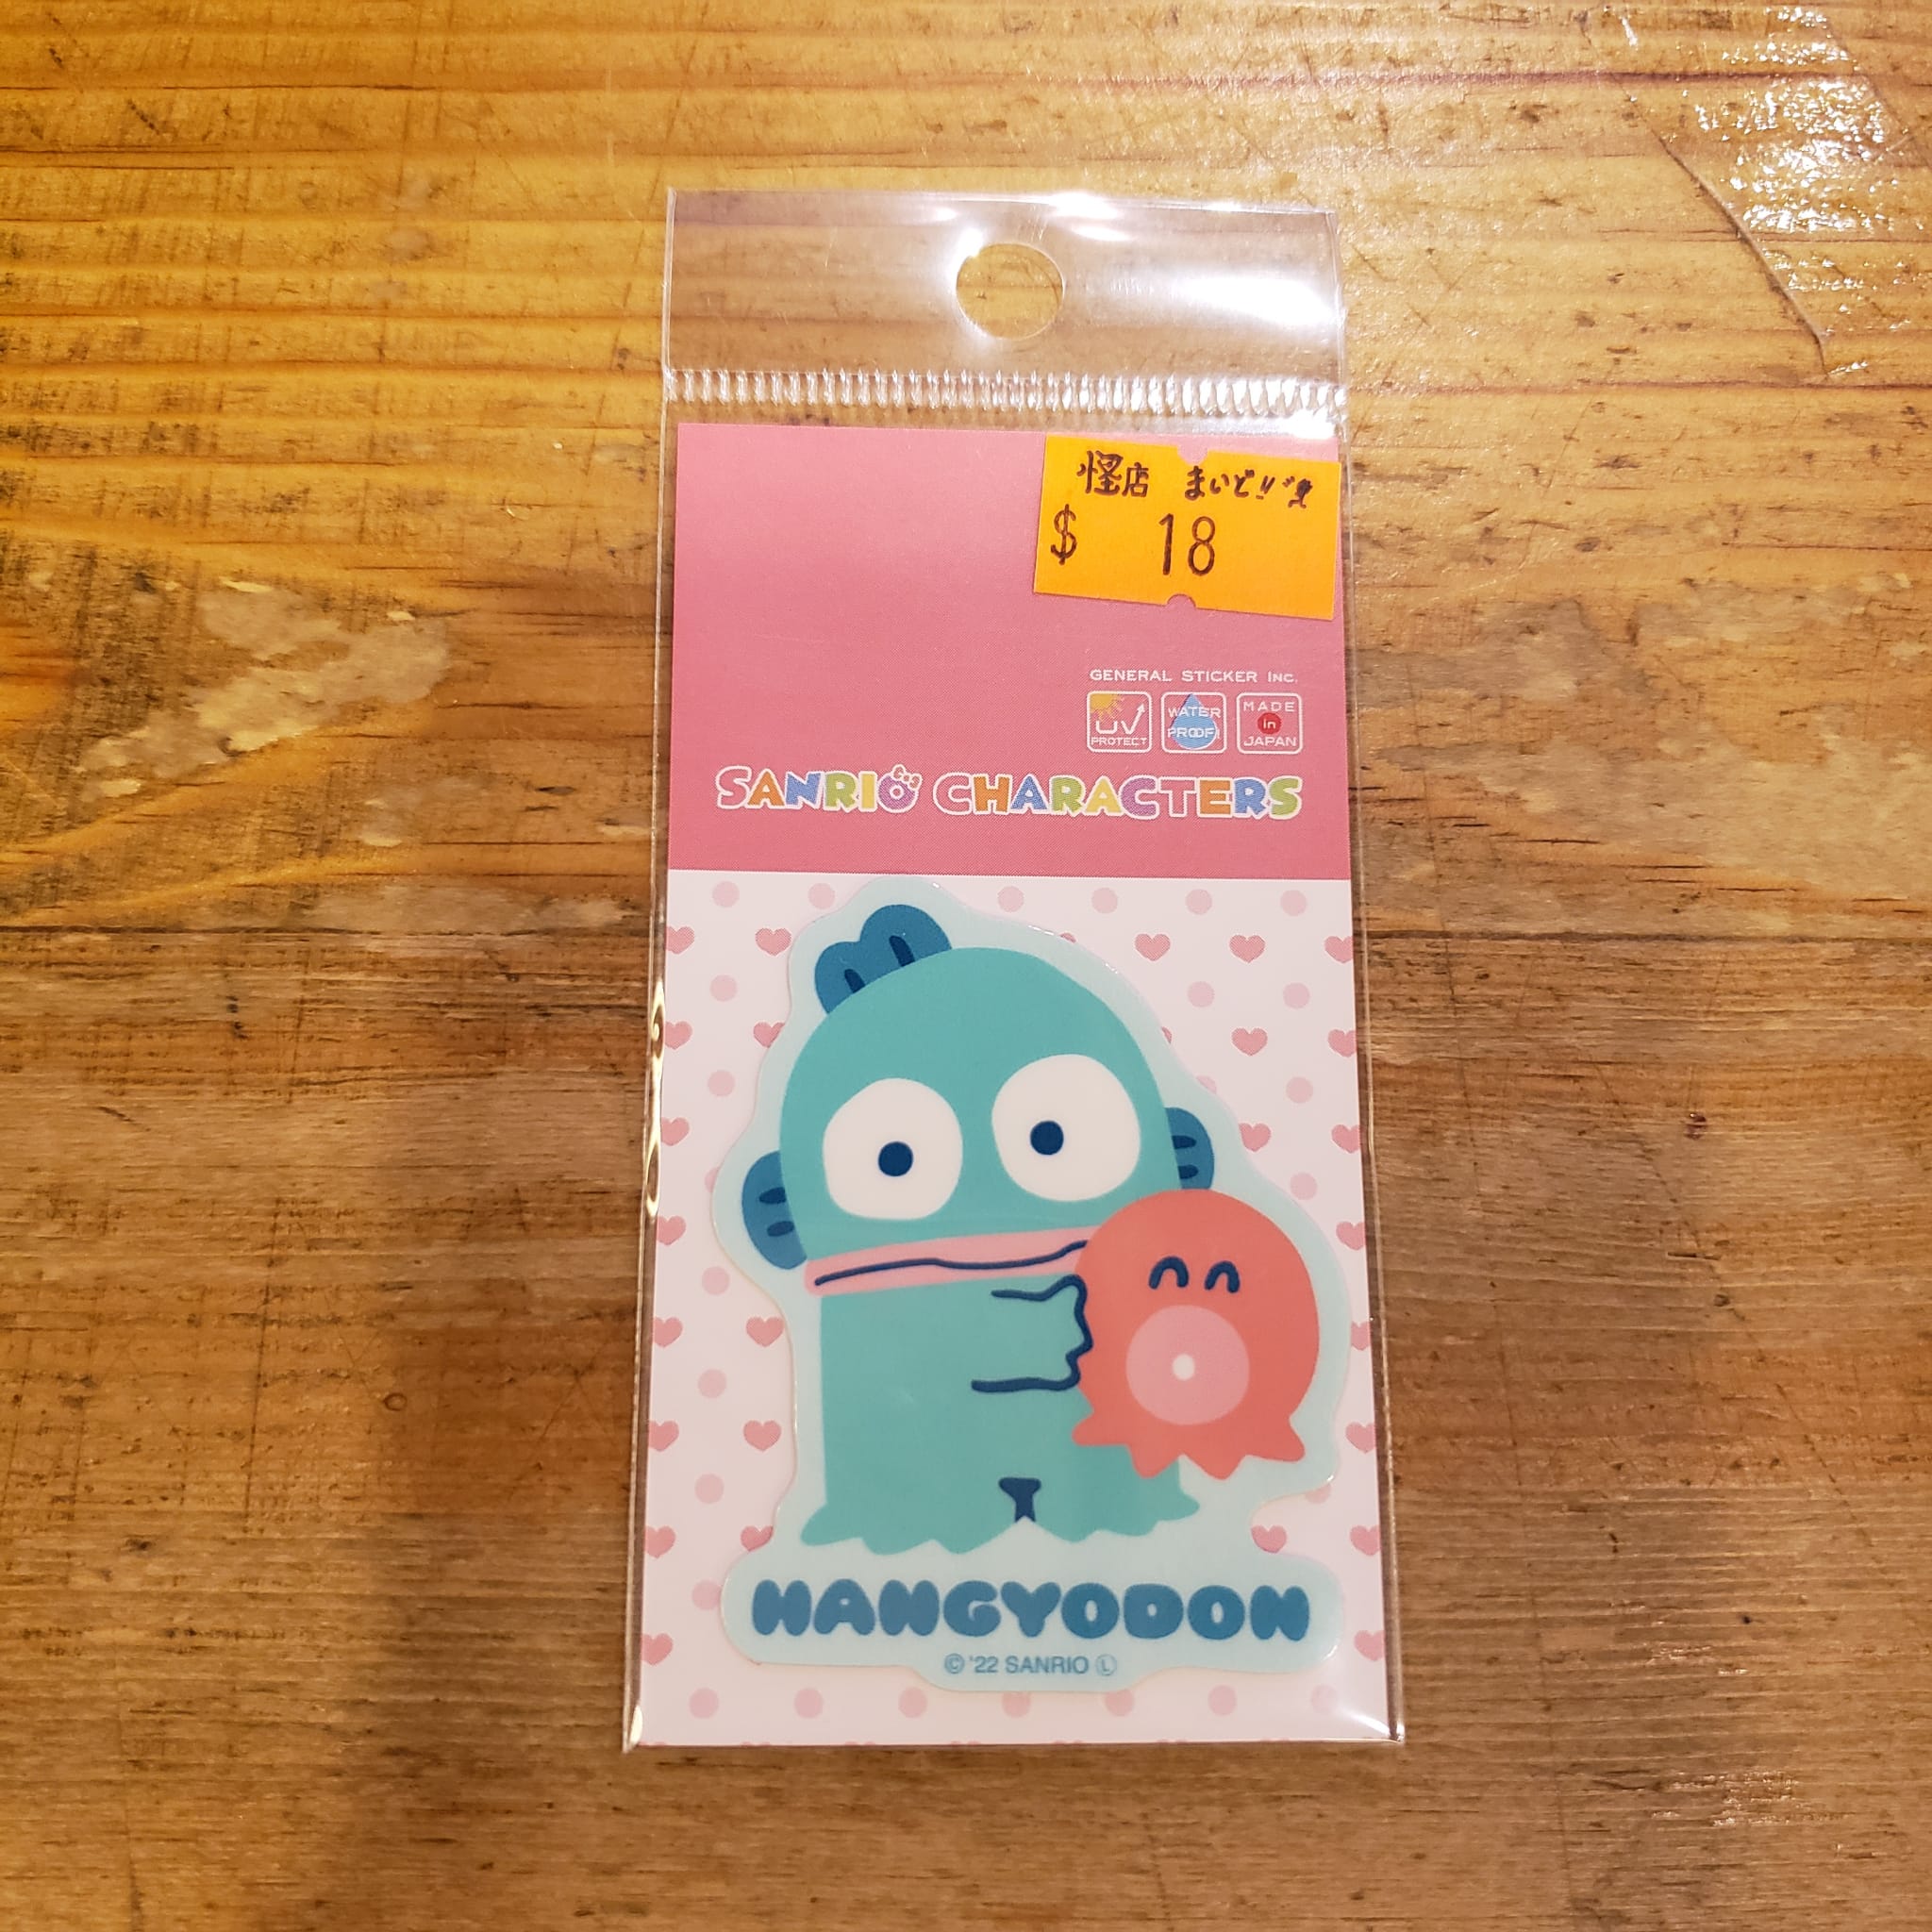 怪店 まいど!!
$ 18
GENERAL STICKER INC.
UV PROTECT
WATER PROOF!
MADE in JAPAN
SANRIO CHARACTERS
HANGYODON
© '22 SANRIO Ⓛ